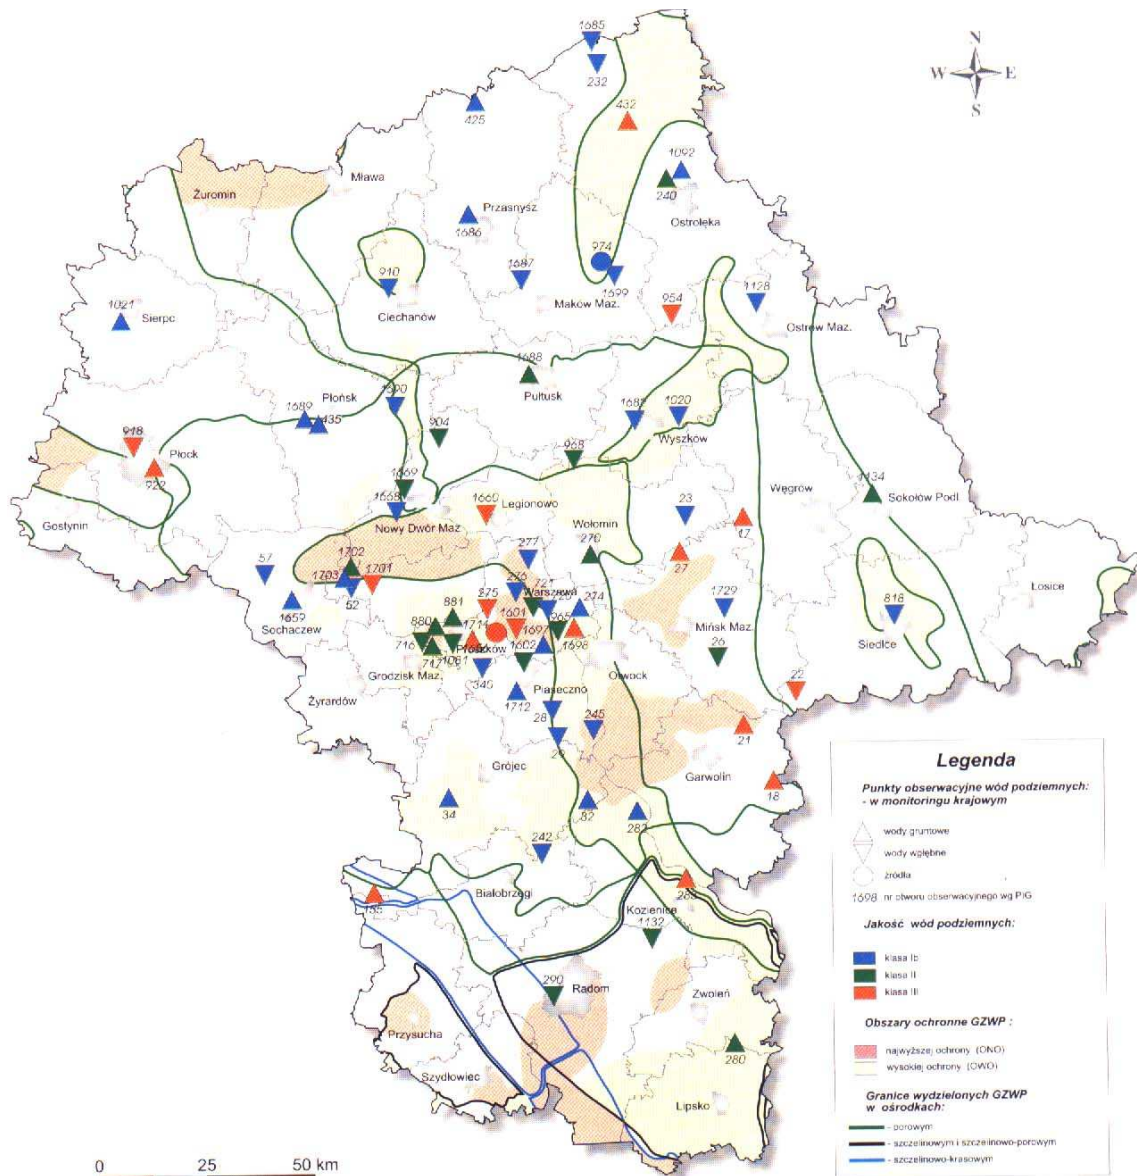 1685
232
N
W E
S
425
432
1092
240
Mława
Żuromin
Przasnysz
1686
Ostrołęka
974
910
1687
1699
1128
Maków Maz.
954
1021
Sierpc
Ciechanów
Ostrów Maz.
1688
Pułtusk
Płońsk
1689
435
1020
904
Wyszków
918
968
Płock
922
1669
1134
Węgrów
Sokołów Podl.
Gostynin
1668
1660
Legionowo
23
Nowy Dwór Maz.
Wołomin
17
57
1702
277
270
27
1703
1701
276
Łosice
52
Warszawa
1659
275
274
1729
818
Sochaczew
881
1601
965
Mińsk Maz.
880
1711
1697
1698
26
Siedlce
716
717
1081
1602
Grodzisk Maz.
340
Otwock
22
Żyrardów
Piaseczno
1712
28
245
21
29
Grójec
Garwolin
18
34
82
242
Białobrzegi
Kozienice
1132
290
Radom
Zwoleń
Przysucha
280
Szydłowiec
Lipsko
Legenda
Punkty obserwacyjne wód podziemnych:
- w monitoringu krajowym
wody gruntowe
wody wgłębne
źródła
1698 nr otworu obserwacyjnego wg PIG
Jakość wód podziemnych:
klasa Ib
klasa II
klasa III
Obszary ochronne GZWP :
najwyższej ochrony (ONO)
wysokiej ochrony (OWO)
Granice wydzielonych GZWP
w ośrodkach:
- porowym
- szczelinowym i szczelinowo-porowym
- szczelinowo-krasowym
0 25 50 km